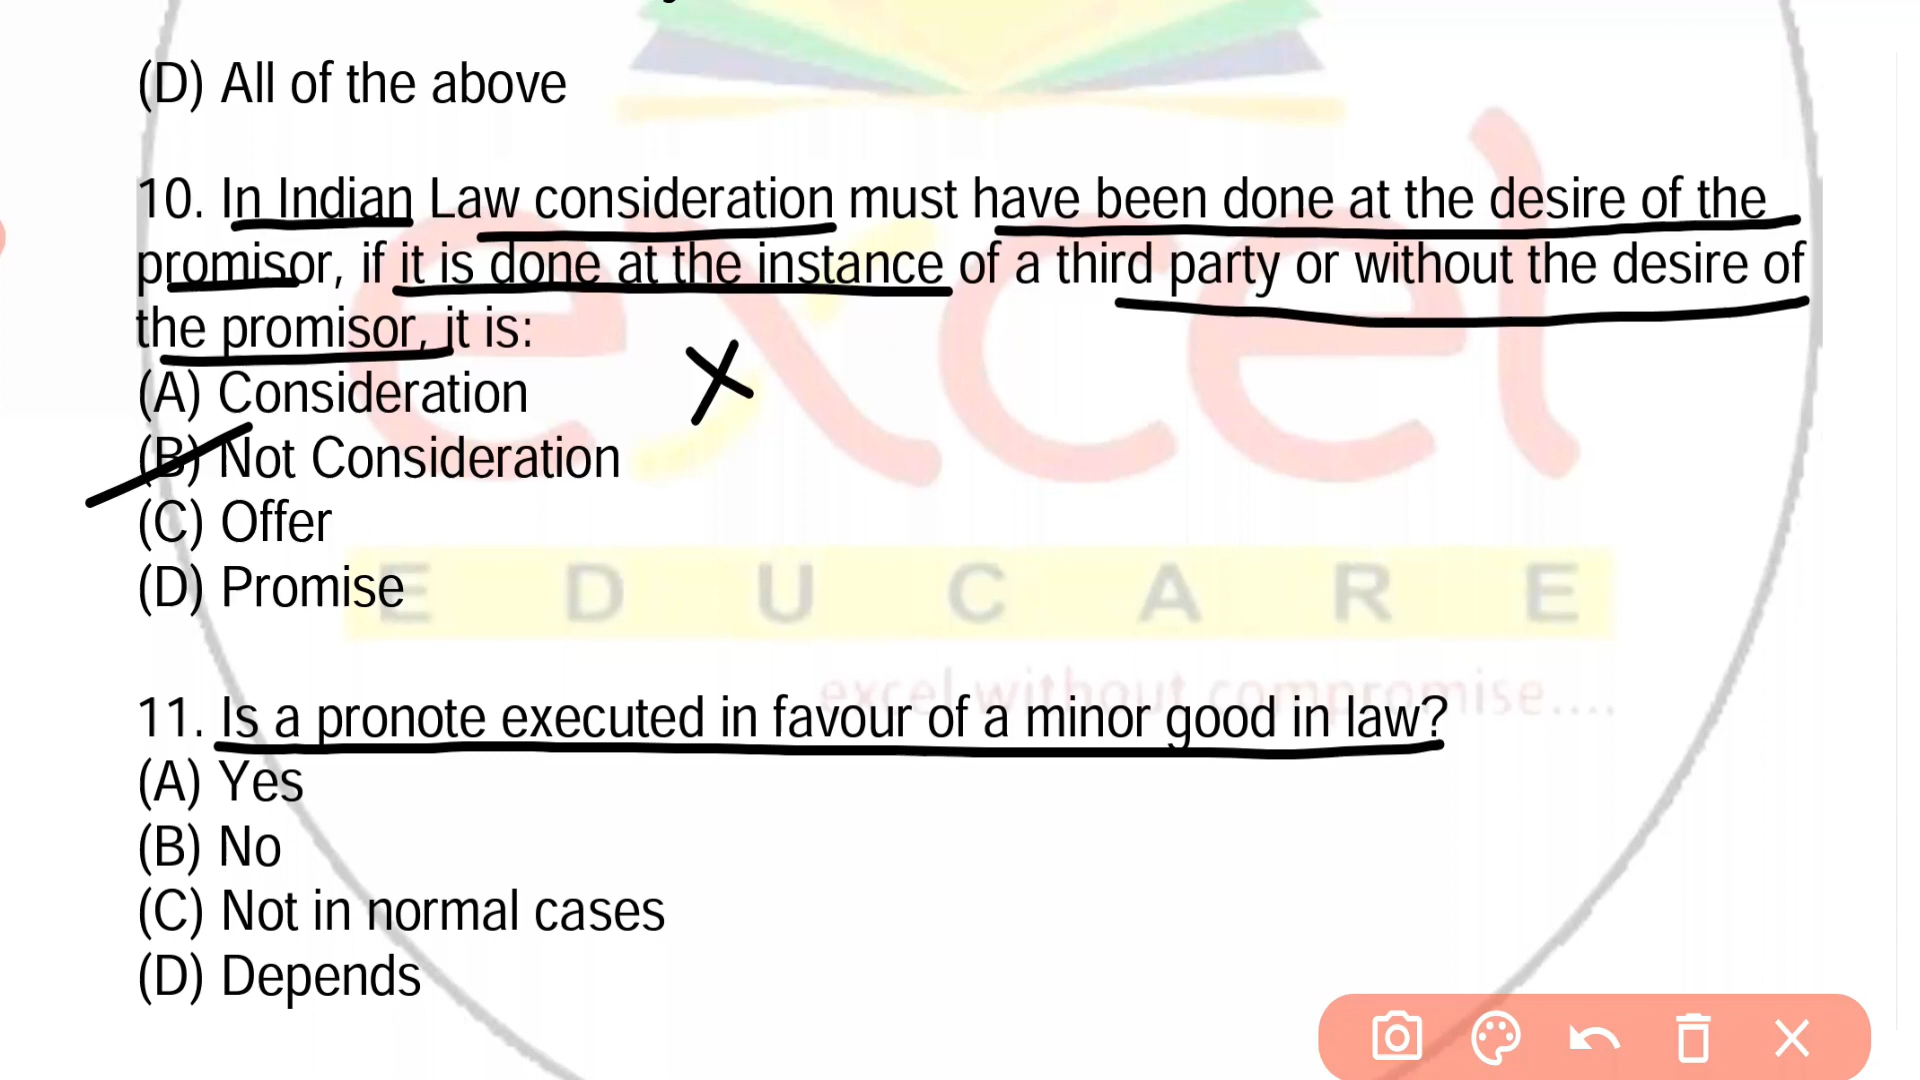 (D) All of the above
10. In Indian Law consideration must have been done at the desire of the
promisor, if it is done at the instance of a third party or without the desire of
the promisor, it is:
(A) Consideration
(B) Not Consideration
(C) Offer
(D) Promise
excel
EDUCARE
excel without compromise....
11. Is a pronote executed in favour of a minor good in law?
(A) Yes
(B) No
(C) Not in normal cases
(D) Depends